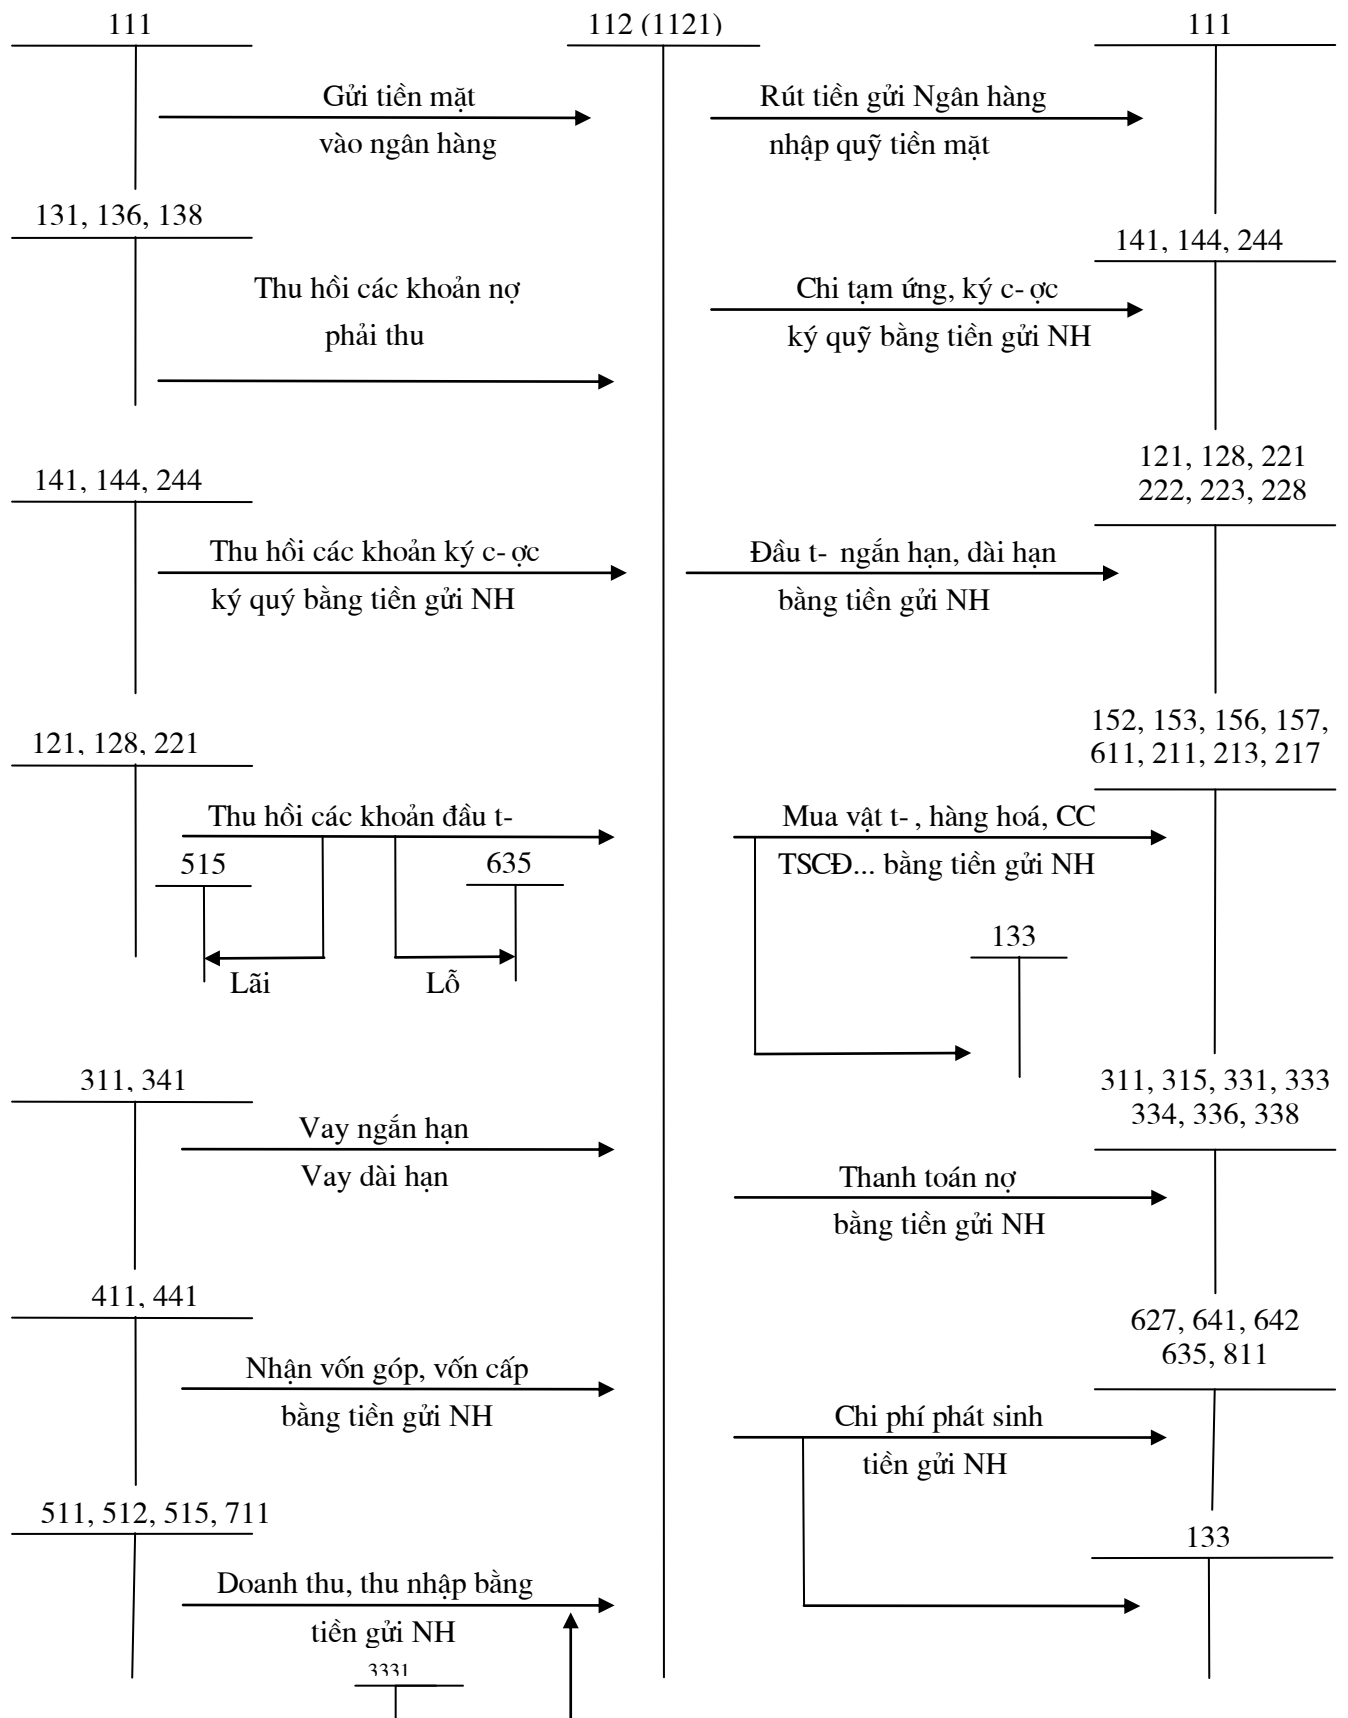 111
112 (1121)
111
Gửi tiền mặt
vào ngân hàng
Rút tiền gửi Ngân hàng
nhập quỹ tiền mặt
131, 136, 138
141, 144, 244
Thu hồi các khoản nợ
phải thu
Chi tạm ứng, ký c- ợc
ký quỹ bằng tiền gửi NH
141, 144, 244
121, 128, 221
222, 223, 228
Thu hồi các khoản ký c- ợc
ký quý bằng tiền gửi NH
Đầu t- ngắn hạn, dài hạn
bằng tiền gửi NH
121, 128, 221
152, 153, 156, 157,
611, 211, 213, 217
Thu hồi các khoản đầu t-
515
635
Lãi
Lỗ
Mua vật t- , hàng hoá, CC
TSCĐ... bằng tiền gửi NH
133
311, 341
311, 315, 331, 333
334, 336, 338
Vay ngắn hạn
Vay dài hạn
Thanh toán nợ
bằng tiền gửi NH
411, 441
627, 641, 642
635, 811
Nhận vốn góp, vốn cấp
bằng tiền gửi NH
Chi phí phát sinh
tiền gửi NH
511, 512, 515, 711
133
Doanh thu, thu nhập bằng
tiền gửi NH
3331